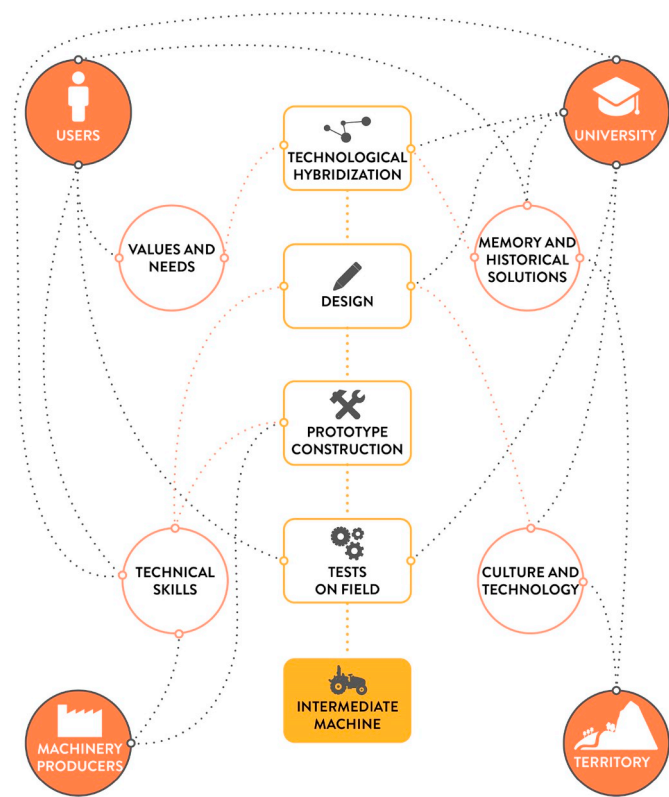 USERS
UNIVERSITY
TECHNOLOGICAL
HYBRIDIZATION
VALUES AND
NEEDS
MEMORY AND
HISTORICAL
SOLUTIONS
DESIGN
PROTOTYPE
CONSTRUCTION
TECHNICAL
SKILLS
TESTS
ON FIELD
CULTURE AND
TECHNOLOGY
INTERMEDIATE
MACHINE
MACHINERY
PRODUCERS
TERRITORY